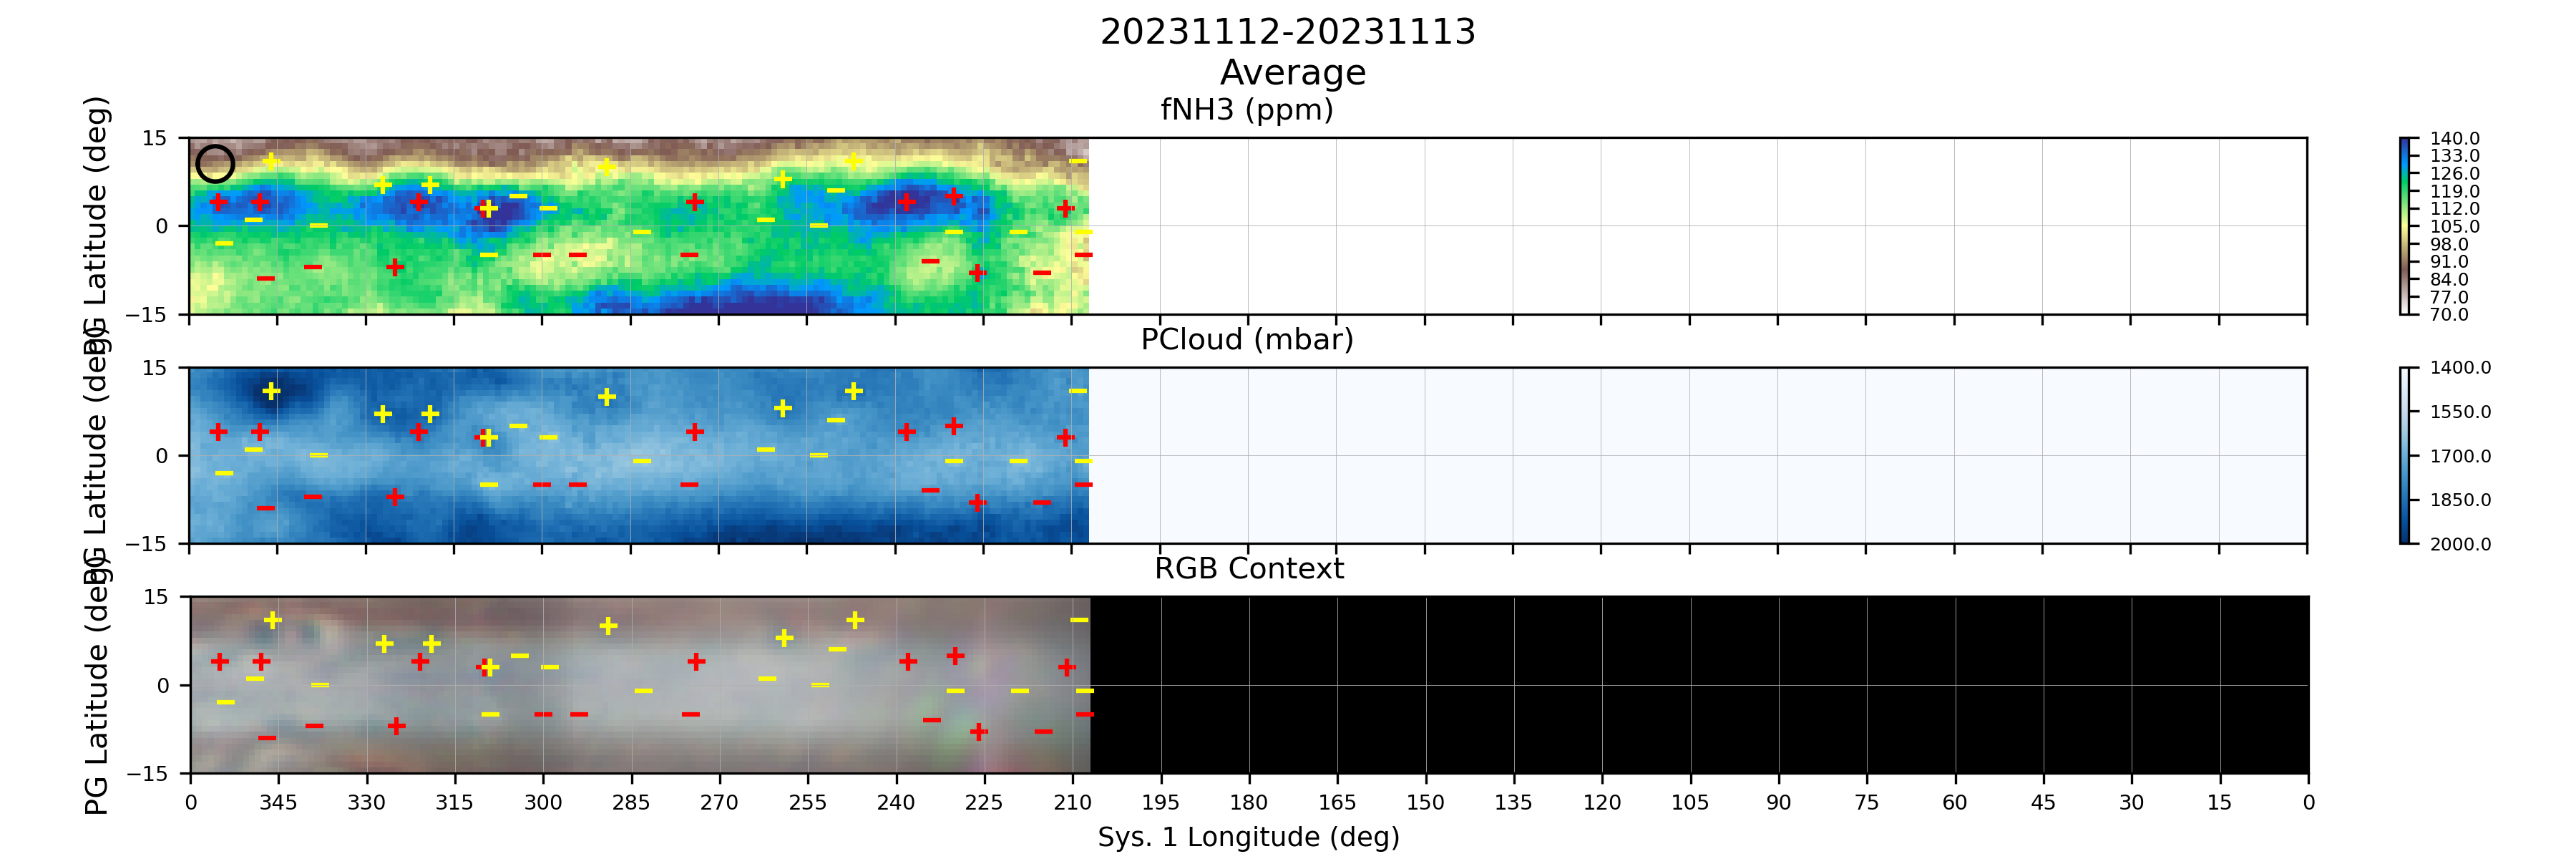 20231112-20231113
Average
fNH3 (ppm)
PG Latitude (deg)
15
0
−15
140.0
133.0
126.0
119.0
112.0
105.0
98.0
91.0
84.0
77.0
70.0
PCloud (mbar)
PG Latitude (deg)
15
0
−15
1400.0
1550.0
1700.0
1850.0
2000.0
RGB Context
PG Latitude (deg)
15
0
−15
0 345 330 315 300 285 270 255 240 225 210 195 180 165 150 135 120 105 90 75 60 45 30 15 0
Sys. 1 Longitude (deg)